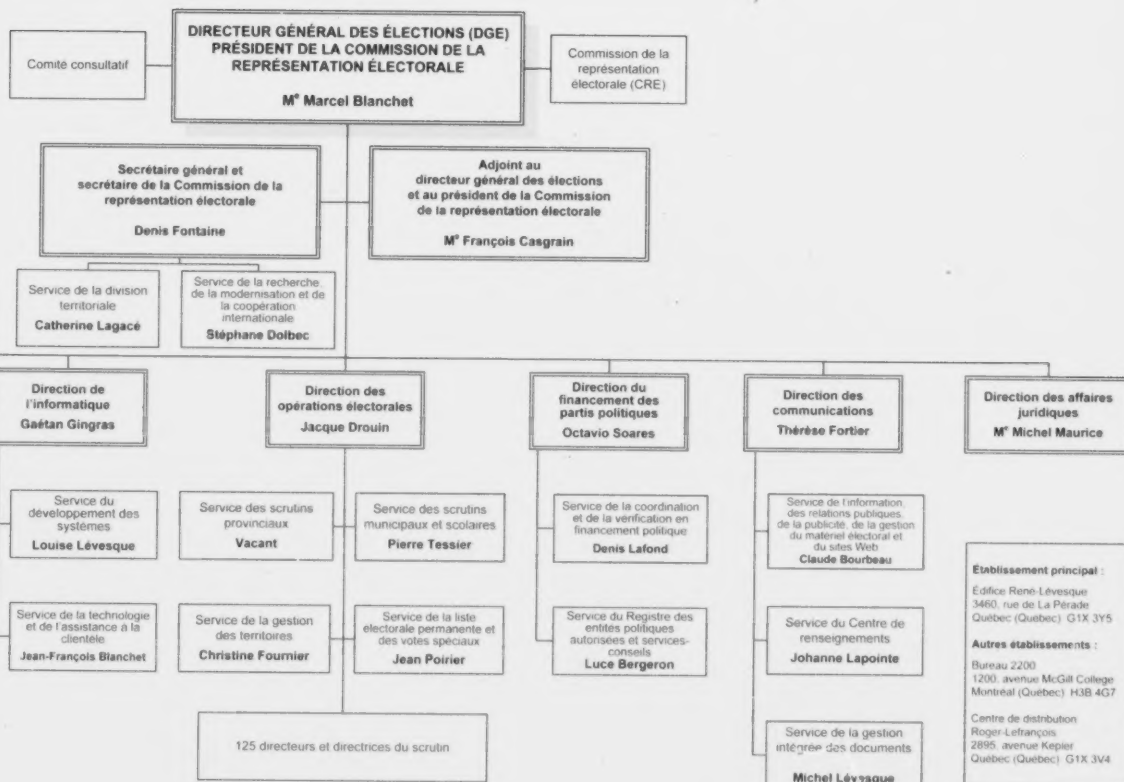 DIRECTEUR GÉNÉRAL DES ÉLECTIONS (DGE)
PRÉSIDENT DE LA COMMISSION DE LA
REPRÉSENTATION ÉLECTORALE
Me Marcel Blanchet
Comité consultatif
Commission de la
représentation
électorale (CRE)
Secrétaire général et
secrétaire de la Commission de la
représentation électorale
Denis Fontaine
Adjoint au
directeur général des élections
et au président de la Commission
de la représentation électorale
Me François Casgrain
Service de la division
territoriale
Catherine Lagacé
Service de la recherche,
de la modernisation et de
la coopération
internationale
Stéphane Dolbec
Direction de
l'informatique
Gaétan Gingras
Direction des
opérations électorales
Jacque Drouin
Direction du
financement des
partis politiques
Octavio Soares
Direction des
communications
Thérèse Fortier
Direction des affaires
juridiques
Me Michel Maurice
Service du
développement des
systèmes
Louise Lévesque
Service des scrutins
provinciaux
Vacant
Service des scrutins
municipaux et scolaires
Pierre Tessier
Service de la coordination
et de la vérification en
financement politique
Denis Lafond
Service de l'information,
des relations publiques,
de la publicité, de la gestion
du matériel électoral et
du sites Web
Claude Bourbeau
Service de la technologie
et de l'assistance à la
clientèle
Jean-François Blanchet
Service de la gestion
des territoires
Christine Fournier
Service de la liste
électorale permanente et
des votes spéciaux
Jean Poirier
Service du Registre des
entités politiques
autorisées et services-
conseils
Luce Bergeron
Service du Centre de
renseignements
Johanne Lapointe
125 directeurs et directrices du scrutin
Service de la gestion
intégrée des documents
Michel Lévesque
Établissement principal :
Édifice René-Lévesque
3460, rue de La Pérade
Québec (Québec) G1X 3Y5
Autres établissements :
Bureau 2200
1200, avenue McGill College
Montréal (Québec) H3B 4G7
Centre de distribution
Roger-Lefrançois
2895, avenue Kepler
Québec (Québec) G1X 3V4